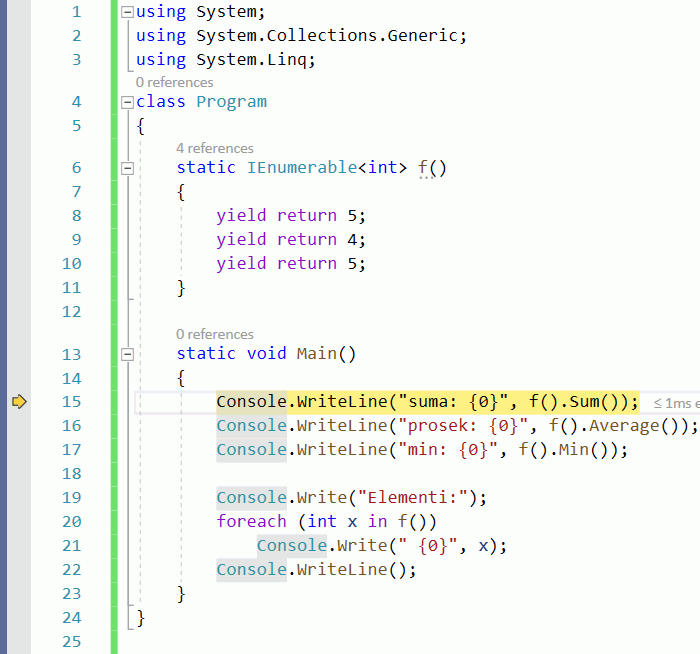 1 using System;
2 using System.Collections.Generic;
3 using System.Linq;
0 references
4 class Program
5 {
4 references
6 static IEnumerable<int> f()
7 {
8 yield return 5;
9 yield return 4;
10 yield return 5;
11 }
12
0 references
13 static void Main()
14 {
15 Console.WriteLine("suma: {0}", f().Sum()); ≤ 1ms e
16 Console.WriteLine("prosek: {0}", f().Average());
17 Console.WriteLine("min: {0}", f().Min());
18
19 Console.Write("Elementi:");
20 foreach (int x in f())
21 Console.Write(" {0}", x);
22 Console.WriteLine();
23 }
24 }
25